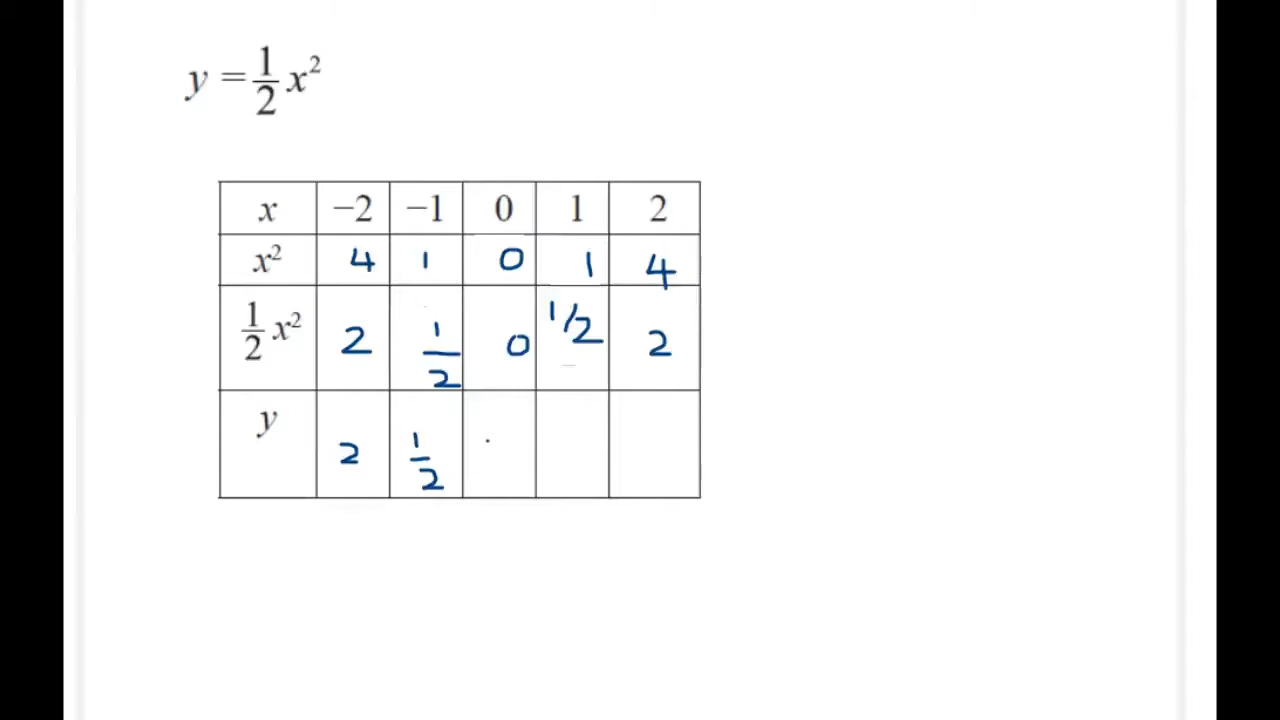 y = 1/2 x²
x −2 −1 0 1 2
x² 4 1 0 1 4
1/2 x² 2 1/2 0 1/2 2
y 2 1/2